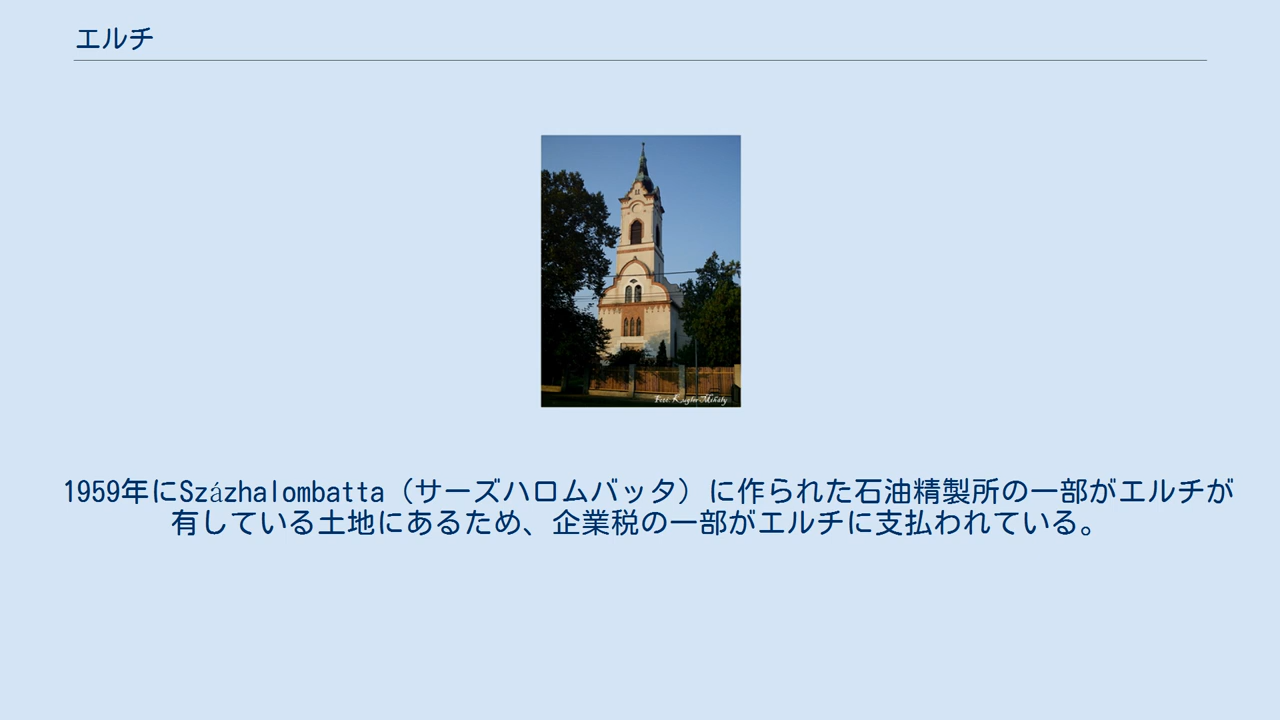 エルチ
1959年にSzázhalombatta（サーズハロムバッタ）に作られた石油精製所の一部がエルチが
有している土地にあるため、企業税の一部がエルチに支払われている。